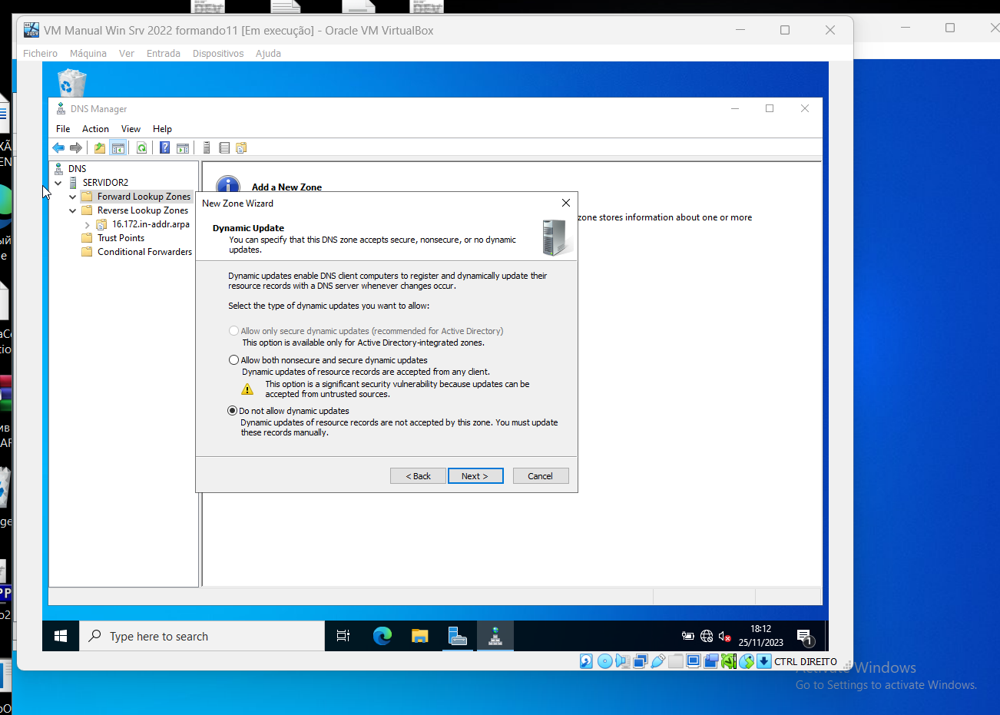 VM Manual Win Srv 2022 formando11 [Em execução] - Oracle VM VirtualBox
Ficheiro Máquina Ver Entrada Dispositivos Ajuda
DNS Manager
File Action View Help
DNS
SERVIDOR2
Forward Lookup Zones
Reverse Lookup Zones
16.172.in-addr.arpa
Trust Points
Conditional Forwarders
Add a New Zone
zone stores information about one or more
New Zone Wizard
Dynamic Update
You can specify that this DNS zone accepts secure, nonsecure, or no dynamic
updates.
Dynamic updates enable DNS client computers to register and dynamically update their
resource records with a DNS server whenever changes occur.
Select the type of dynamic updates you want to allow:
Allow only secure dynamic updates (recommended for Active Directory)
This option is available only for Active Directory-integrated zones.
Allow both nonsecure and secure dynamic updates
Dynamic updates of resource records are accepted from any client.
This option is a significant security vulnerability because updates can be
accepted from untrusted sources.
Do not allow dynamic updates
Dynamic updates of resource records are not accepted by this zone. You must update
these records manually.
< Back Next > Cancel
Type here to search
18:12
25/11/2023
1
CTRL DIREITO
Activate Windows
Go to Settings to activate Windows.